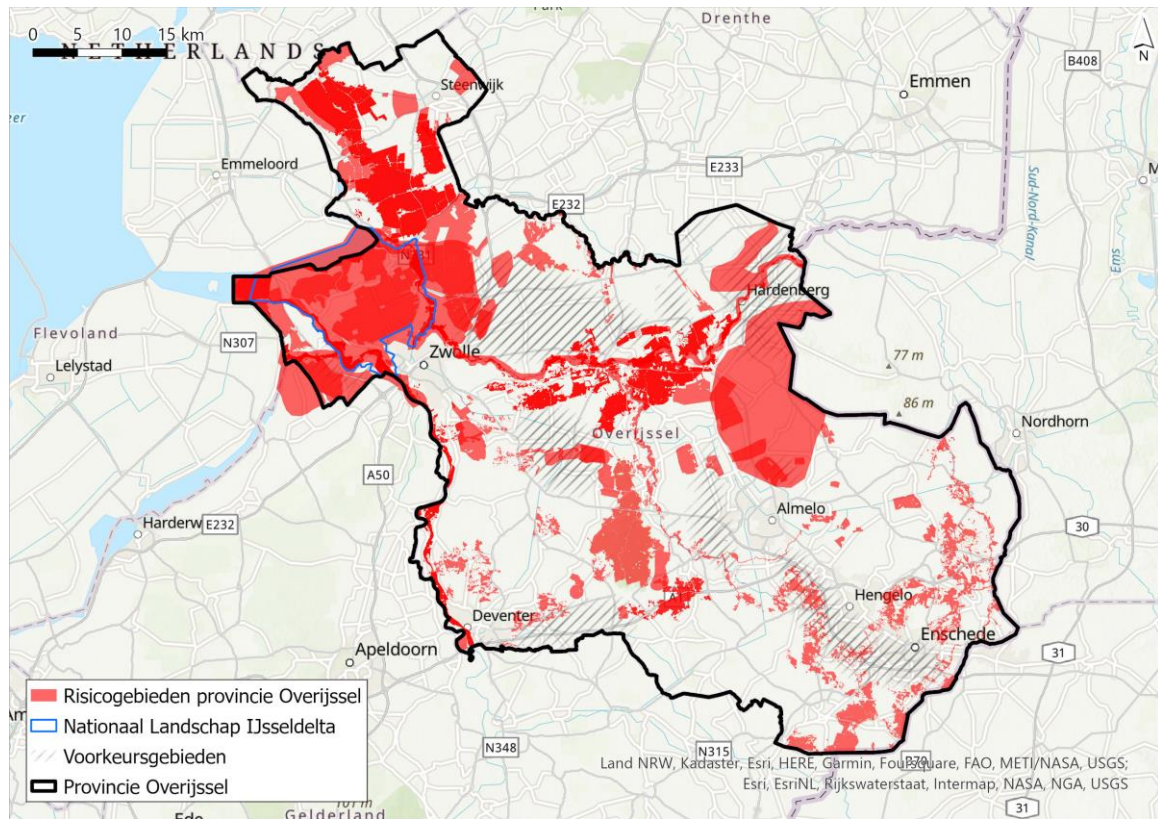 0 5 10 15 km
NETHERLANDS
Drenthe
N
B408
Steenwijk
Emmen
Emmeloord
E233
E232
Sud-Nord-Kanal
Ems
Hardenberg
Flevoland
N307
Zwolle
Lelystad
77 m
86 m
Overijssel
Nordhorn
A50
Almelo
Harderw
E232
30
Hengelo
Deventer
Enschede
Apeldoorn
31
31
N348
N315
Risicogebieden provincie Overijssel
Nationaal Landschap IJsseldelta
Voorkeursgebieden
Provincie Overijssel
Land NRW, Kadaster, Esri, HERE, Garmin, Foursquare, FAO, METI/NASA, USGS;
Esri, EsriNL, Rijkswaterstaat, Intermap, NASA, NGA, USGS
31
Gelderland
Ede